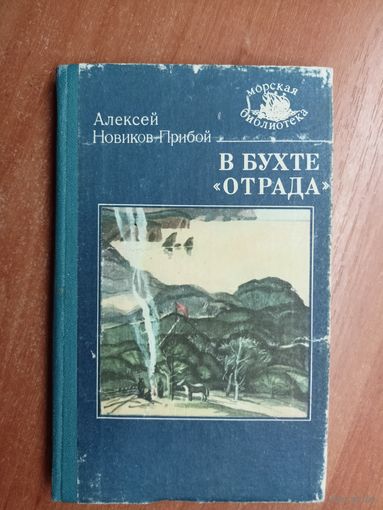 морская
библиотека
Алексей
Новиков-Прибой
В БУХТЕ
«ОТРАДА»